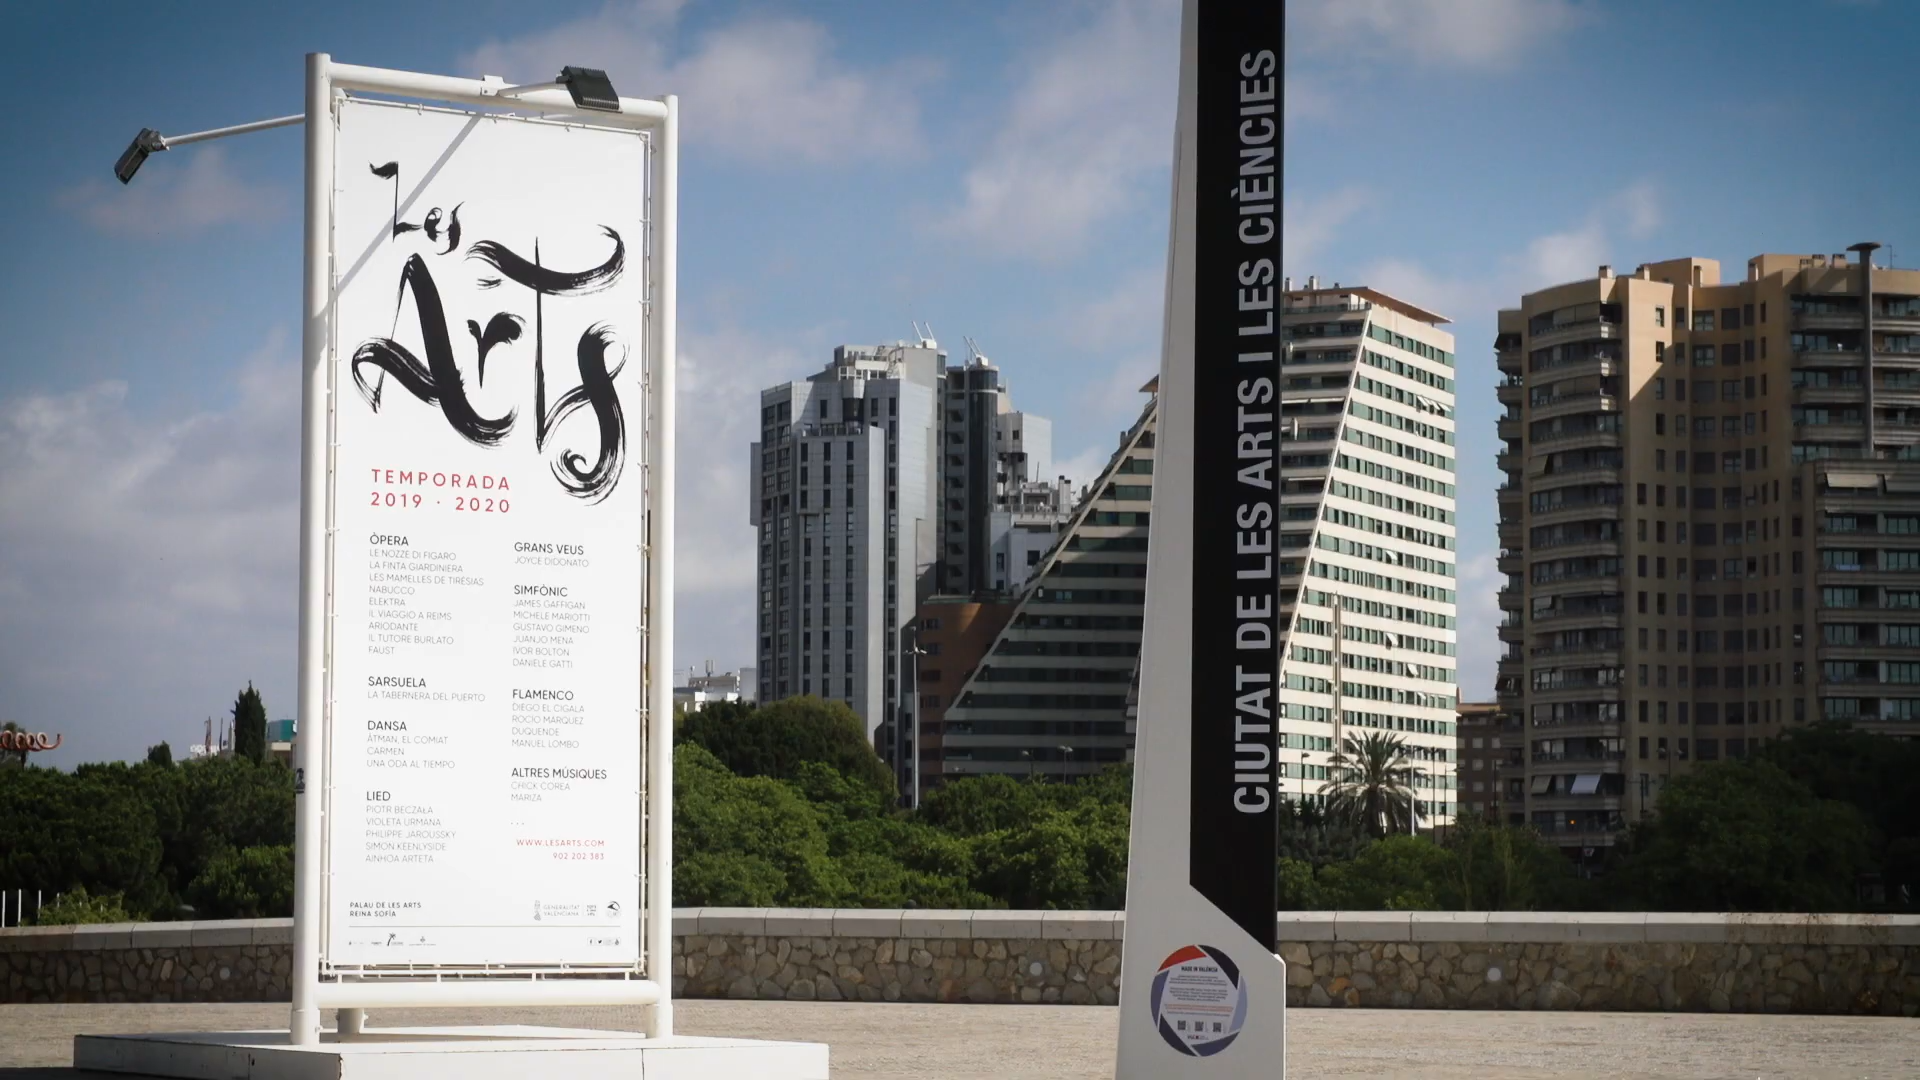 Les
Arts
TEMPORADA
2019 · 2020
ÒPERA
LE NOZZE DI FIGARO
LA FINTA GIARDINIERA
LES MAMELLES DE TIRÉSIAS
NABUCCO
ELEKTRA
IL VIAGGIO A REIMS
ARIODANTE
IL TUTORE BURLATO
FAUST
SARSUELA
LA TABERNERA DEL PUERTO
DANSA
ÀTMAN, EL COMIAT
CARMEN
UNA ODA AL TIEMPO
LIED
PIOTR BECZAŁA
VIOLETA URMANA
PHILIPPE JAROUSSKY
SIMON KEENLYSIDE
AINHOA ARTETA
GRANS VEUS
JOYCE DIDONATO
SIMFÒNIC
JAMES GAFFIGAN
MICHELE MARIOTTI
GUSTAVO GIMENO
JUANJO MENA
IVOR BOLTON
DANIELE GATTI
FLAMENCO
DIEGO EL CIGALA
ROCÍO MÁRQUEZ
DUQUENDE
MANUEL LOMBO
ALTRES MÚSIQUES
CHICK COREA
MARIZA
...
WWW.LESARTS.COM
902 202 383
PALAU DE LES ARTS
REINA SOFÍA
GENERALITAT
VALENCIANA
CIUTAT DE LES ARTS I LES CIÈNCIES
MADE IN VALÈNCIA